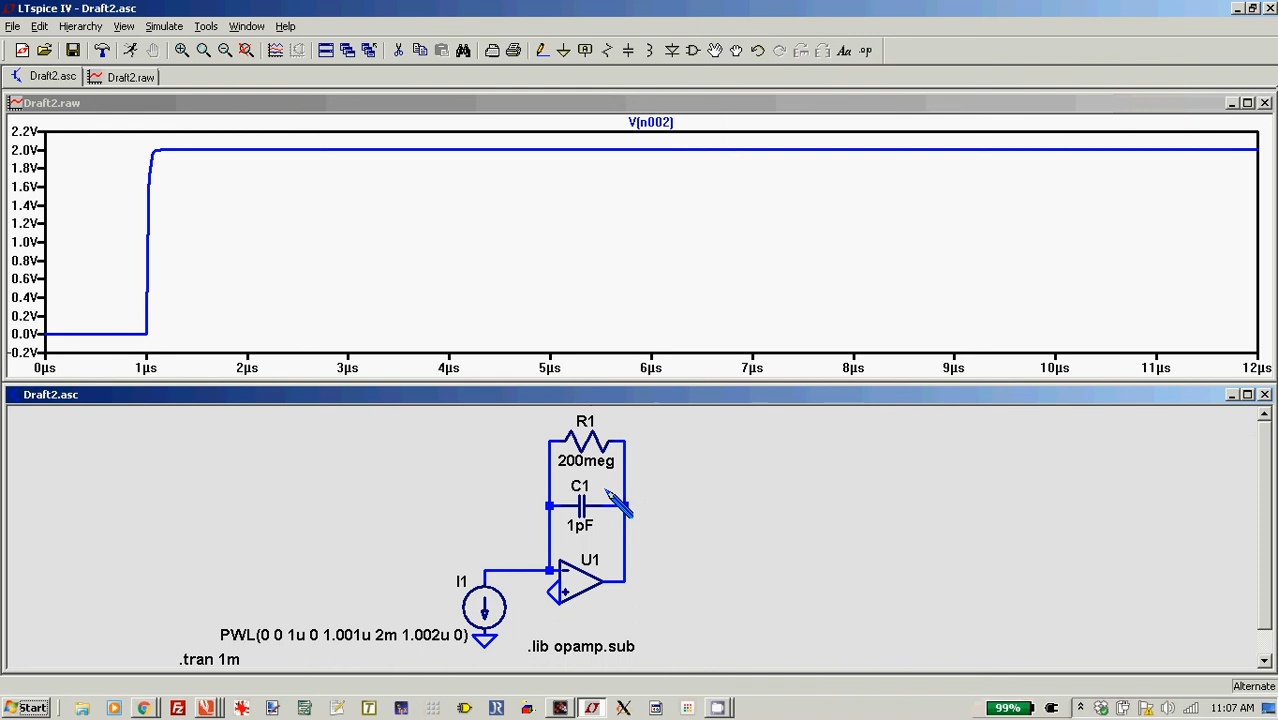 LTspice IV - Draft2.asc
File Edit Hierarchy View Simulate Tools Window Help
Aa .op
Draft2.asc Draft2.raw
Draft2.raw
V(n002)
2.2V
2.0V
1.8V
1.6V
1.4V
1.2V
1.0V
0.8V
0.6V
0.4V
0.2V
0.0V
-0.2V
0µs 1µs 2µs 3µs 4µs 5µs 6µs 7µs 8µs 9µs 10µs 11µs 12µs
Draft2.asc
R1
200meg
C1
1pF
U1
I1
PWL(0 0 1u 0 1.001u 2m 1.002u 0)
.lib opamp.sub
.tran 1m
Alternate
Start 99% 11:07 AM